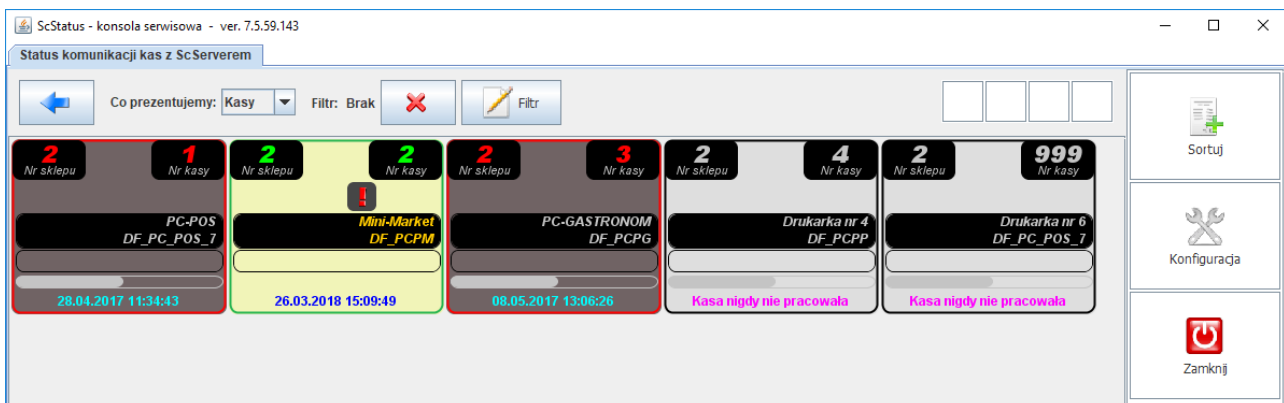 ScStatus - konsola serwisowa - ver. 7.5.59.143
Status komunikacji kas z ScServerem
Co prezentujemy: Kasy Filtr: Brak Filtr
2 1
Nr sklepu Nr kasy
PC-POS
DF_PC_POS_7
28.04.2017 11:34:43
2 2
Nr sklepu Nr kasy
!
Mini-Market
DF_PCPM
26.03.2018 15:09:49
2 3
Nr sklepu Nr kasy
PC-GASTRONOM
DF_PCPG
08.05.2017 13:06:26
2 4
Nr sklepu Nr kasy
Drukarka nr 4
DF_PCPP
Kasa nigdy nie pracowała
2 999
Nr sklepu Nr kasy
Drukarka nr 6
DF_PC_POS_7
Kasa nigdy nie pracowała
Sortuj
Konfiguracja
Zamknij